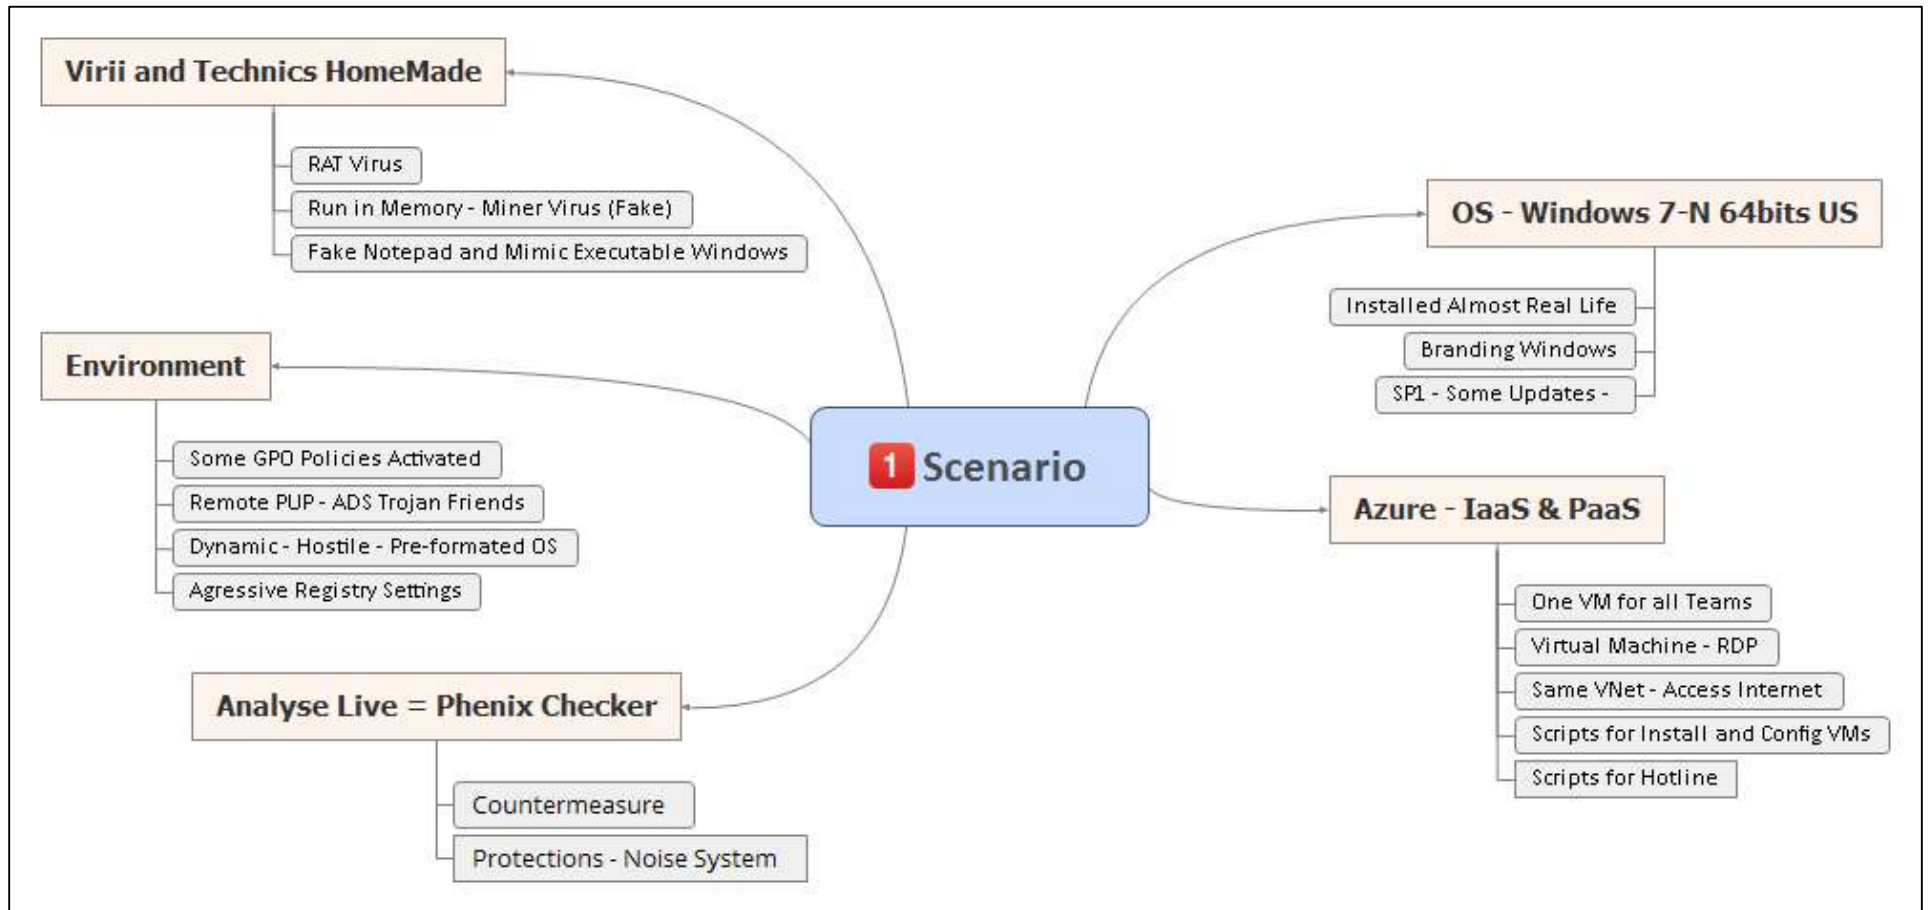 Virii and Technics HomeMade
RAT Virus
Run in Memory - Miner Virus (Fake)
Fake Notepad and Mimic Executable Windows
Environment
Some GPO Policies Activated
Remote PUP - ADS Trojan Friends
Dynamic - Hostile - Pre-formated OS
Agressive Registry Settings
Analyse Live = Phenix Checker
Countermeasure
Protections - Noise System
1 Scenario
OS - Windows 7-N 64bits US
Installed Almost Real Life
Branding Windows
SP1 - Some Updates -
Azure - IaaS & PaaS
One VM for all Teams
Virtual Machine - RDP
Same VNet - Access Internet
Scripts for Install and Config VMs
Scripts for Hotline